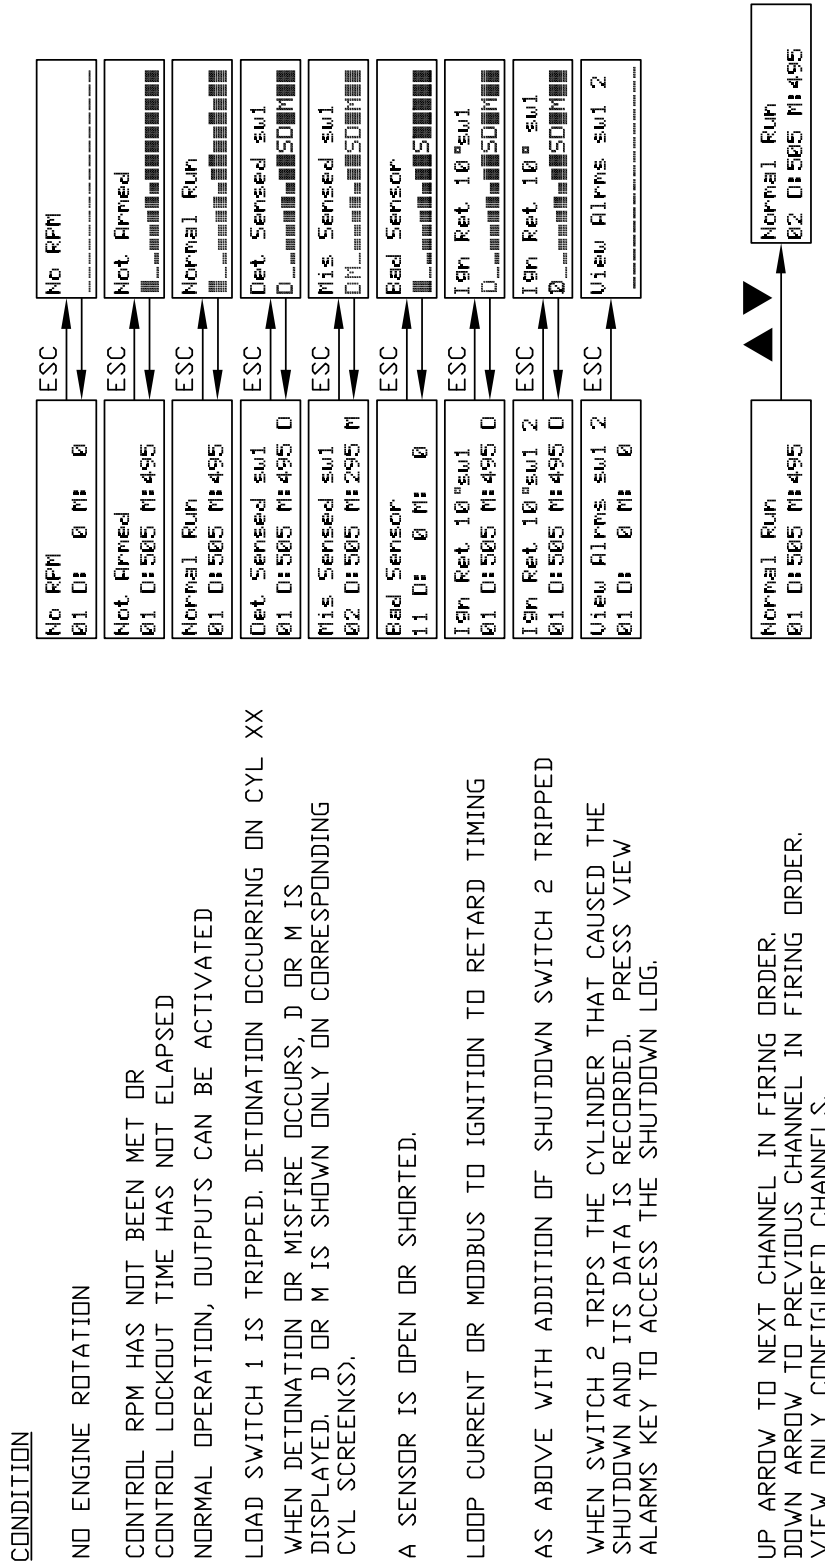 CONDITION
NO ENGINE ROTATION
No RPM
01 D:  0 M:  0
ESC
No RPM
CONTROL RPM HAS NOT BEEN MET OR
CONTROL LOCKOUT TIME HAS NOT ELAPSED
Not Armed
01 D:505 M:495
ESC
Not Armed
NORMAL OPERATION, OUTPUTS CAN BE ACTIVATED
Normal Run
01 D:505 M:495
ESC
Normal Run
LOAD SWITCH 1 IS TRIPPED. DETONATION OCCURRING ON CYL XX
Det Sensed sw1
01 D:505 M:495 D
ESC
Det Sensed sw1
WHEN DETONATION OR MISFIRE OCCURS, D OR M IS
DISPLAYED. D OR M IS SHOWN ONLY ON CORRESPONDING
CYL SCREEN(S).
Mis Sensed sw1
02 D:505 M:295 M
ESC
Mis Sensed sw1
A SENSOR IS OPEN OR SHORTED.
Bad Sensor
11 D:  0 M:  0
ESC
Bad Sensor
LOOP CURRENT OR MODBUS TO IGNITION TO RETARD TIMING
Ign Ret 10°sw1
01 D:505 M:495 D
ESC
Ign Ret 10°sw1
AS ABOVE WITH ADDITION OF SHUTDOWN SWITCH 2 TRIPPED
Ign Ret 10°sw1 2
01 D:505 M:495 D
ESC
Ign Ret 10° sw1
WHEN SWITCH 2 TRIPS THE CYLINDER THAT CAUSED THE
SHUTDOWN AND ITS DATA IS RECORDED. PRESS VIEW
ALARMS KEY TO ACCESS THE SHUTDOWN LOG.
View Alrms sw1 2
01 D:  0 M:  0
ESC
View Alrms sw1 2
UP ARROW TO NEXT CHANNEL IN FIRING ORDER.
DOWN ARROW TO PREVIOUS CHANNEL IN FIRING ORDER.
VIEW ONLY CONFIGURED CHANNELS.
Normal Run
01 D:505 M:495
Normal Run
02 D:505 M:495